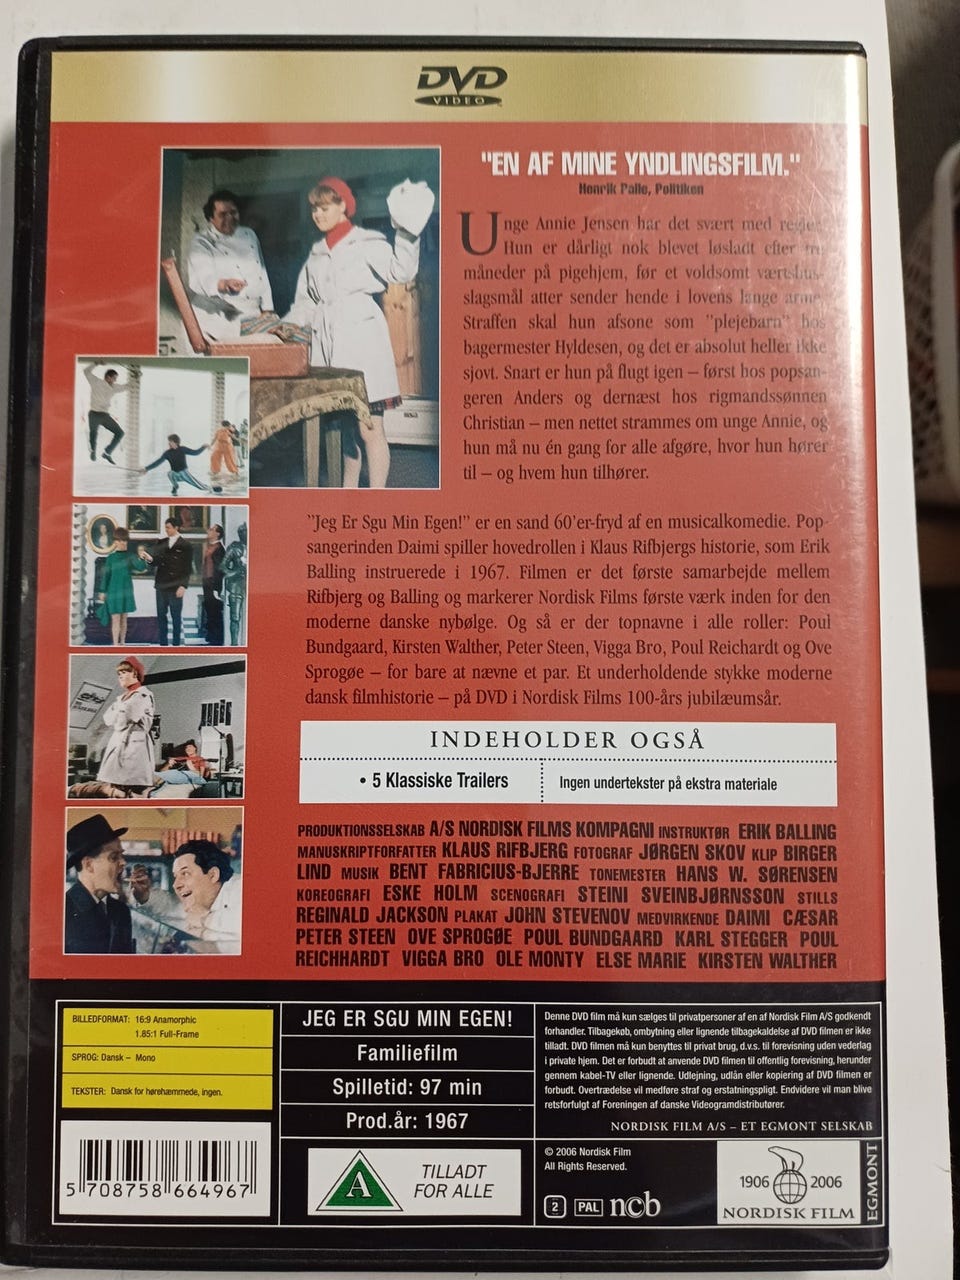 DVD
VIDEO
"EN AF MINE YNDLINGSFILM."
Henrik Palle, Politiken
Unge Annie Jensen har det svært med regler.
Hun er dårligt nok blevet løsladt efter tre
måneder på pigehjem, før et voldsomt værtshus-
slagsmål atter sender hende i lovens lange arme.
Straffen skal hun afsone som "plejebarn" hos
bagermester Hyldesen, og det er absolut heller ikke
sjovt. Snart er hun på flugt igen – først hos popsan-
geren Anders og dernæst hos rigmandssønnen
Christian – men nettet strammes om unge Annie, og
hun må nu én gang for alle afgøre, hvor hun hører
til – og hvem hun tilhører.
"Jeg Er Sgu Min Egen!" er en sand 60'er-fryd af en musicalkomedie. Pop-
sangerinden Daimi spiller hovedrollen i Klaus Rifbjergs historie, som Erik
Balling instruerede i 1967. Filmen er det første samarbejde mellem
Rifbjerg og Balling og markerer Nordisk Films første værk inden for den
moderne danske nybølge. Og så er der topnavne i alle roller: Poul
Bundgaard, Kirsten Walther, Peter Steen, Vigga Bro, Poul Reichardt og Ove
Sprogøe – for bare at nævne et par. Et underholdende stykke moderne
dansk filmhistorie – på DVD i Nordisk Films 100-års jubilæumsår.
INDEHOLDER OGSÅ
• 5 Klassiske Trailers
Ingen undertekster på ekstra materiale
PRODUKTIONSSELSKAB A/S NORDISK FILMS KOMPAGNI INSTRUKTØR ERIK BALLING
MANUSKRIPTFORFATTER KLAUS RIFBJERG FOTOGRAF JØRGEN SKOV KLIP BIRGER
LIND MUSIK BENT FABRICIUS-BJERRE TONEMESTER HANS W. SØRENSEN
KOREOGRAFI ESKE HOLM SCENOGRAFI STEINI SVEINBJØRNSSON STILLS
REGINALD JACKSON PLAKAT JOHN STEVENOV MEDVIRKENDE DAIMI CÆSAR
PETER STEEN OVE SPROGØE POUL BUNDGAARD KARL STEGGER POUL
REICHHARDT VIGGA BRO OLE MONTY ELSE MARIE KIRSTEN WALTHER
BILLEDFORMAT: 16:9 Anamorphic
1.85:1 Full-Frame
SPROG: Dansk – Mono
TEKSTER: Dansk for hørehæmmede, ingen.
5 708758 664967
JEG ER SGU MIN EGEN!
Familiefilm
Spilletid: 97 min
Prod.år: 1967
A
TILLADT
FOR ALLE
Denne DVD film må kun sælges til privatpersoner af en af Nordisk Film A/S godkendt
forhandler. Tilbagekøb, ombytning eller lignende tilbagekaldelse af DVD filmen er ikke
tilladt. DVD filmen må kun benyttes til privat brug, d.v.s. til forevisning uden vederlag
i private hjem. Det er forbudt at anvende DVD filmen til offentlig forevisning, herunder
gennem kabel-TV eller lignende. Udlejning, udlån eller kopiering af DVD filmen er
forbudt. Overtrædelse vil medføre straf og erstatningspligt. Endvidere vil man blive
retsforfulgt af Foreningen af danske Videogramdistributører.
NORDISK FILM A/S – ET EGMONT SELSKAB
© 2006 Nordisk Film
All Rights Reserved.
2 PAL ncb
1906 2006
NORDISK FILM
EGMONT